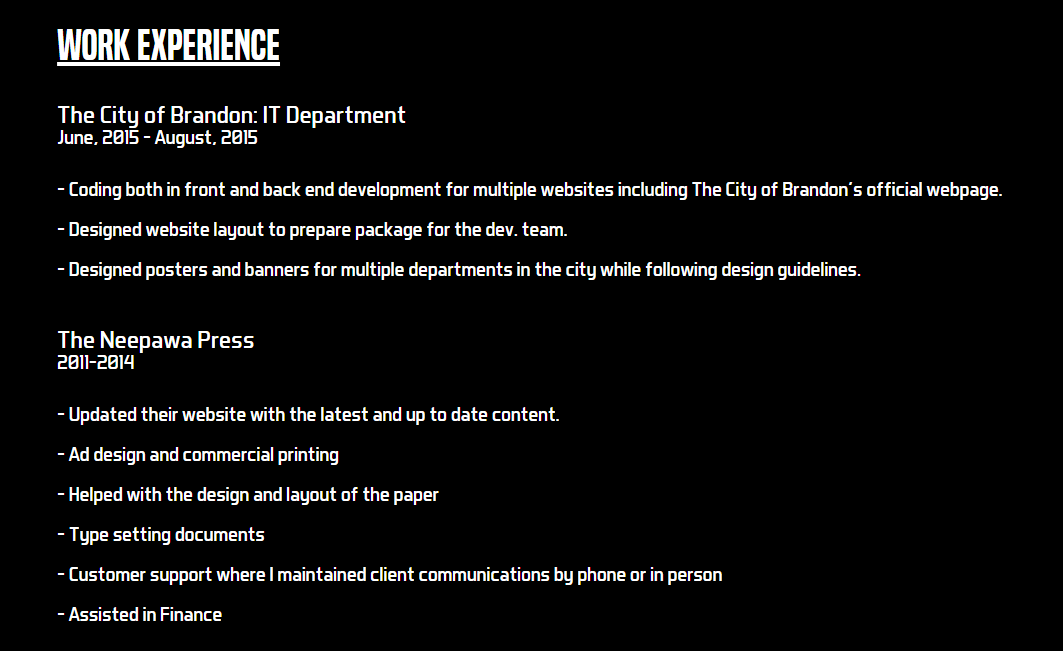 WORK EXPERIENCE
The City of Brandon: IT Department
June, 2015 - August, 2015
- Coding both in front and back end development for multiple websites including The City of Brandon's official webpage.
- Designed website layout to prepare package for the dev. team.
- Designed posters and banners for multiple departments in the city while following design guidelines.
The Neepawa Press
2011-2014
- Updated their website with the latest and up to date content.
- Ad design and commercial printing
- Helped with the design and layout of the paper
- Type setting documents
- Customer support where I maintained client communications by phone or in person
- Assisted in Finance